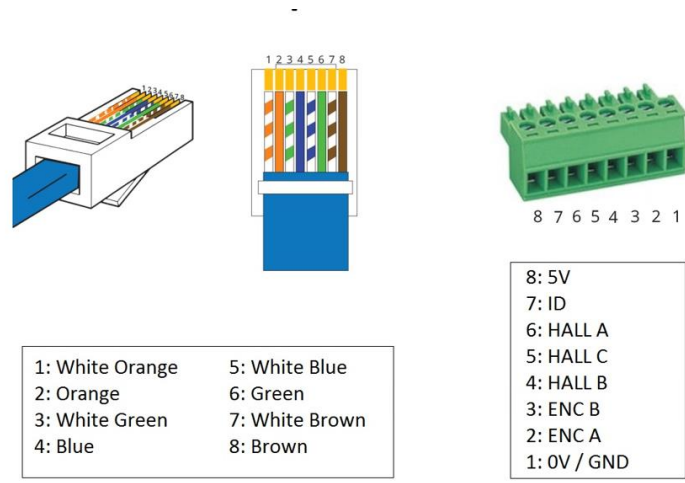 -
12345678
1 2 3 4 5 6 7 8
8 7 6 5 4 3 2 1
1: White Orange
2: Orange
3: White Green
4: Blue
5: White Blue
6: Green
7: White Brown
8: Brown
8: 5V
7: ID
6: HALL A
5: HALL C
4: HALL B
3: ENC B
2: ENC A
1: 0V / GND